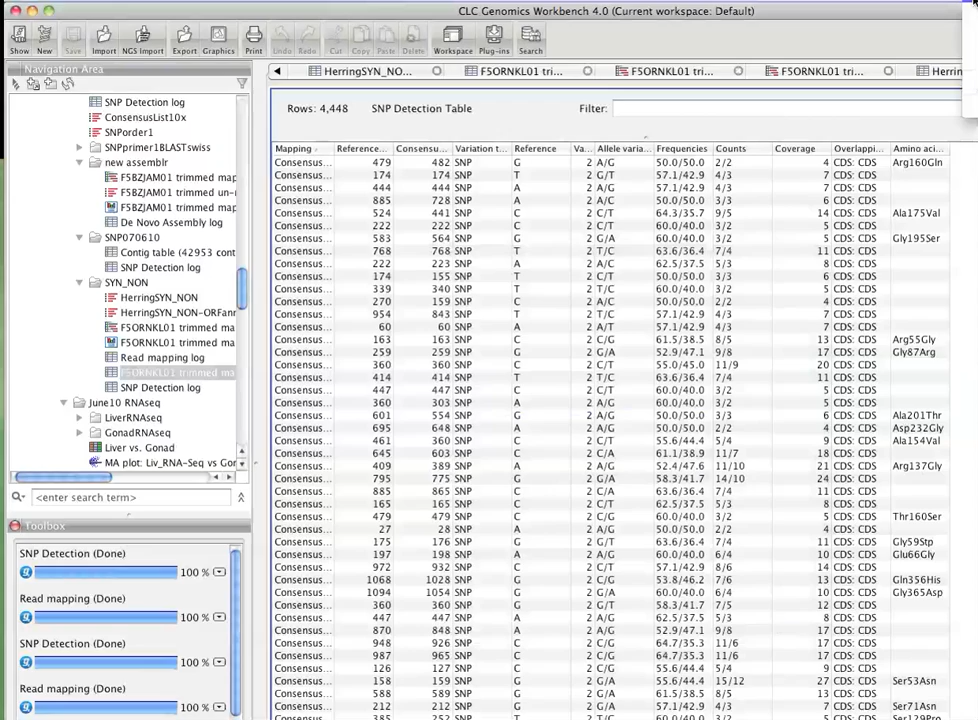 CLC Genomics Workbench 4.0 (Current workspace: Default)
Show New Save Import NGS Import Export Graphics Print Undo Redo Cut Copy Paste Delete Workspace Plug-ins Search
Navigation Area
SNP Detection log
ConsensusList10x
SNPorder1
SNPprimer1BLASTswiss
new assemblr
F5BZJAM01 trimmed map
F5BZJAM01 trimmed un-r
F5BZJAM01 trimmed map
De Novo Assembly log
SNP070610
Contig table (42953 cont
SNP Detection log
SYN_NON
HerringSYN_NON
HerringSYN_NON-ORFann
F5ORNKL01 trimmed ma
F5ORNKL01 trimmed ma
Read mapping log
F5ORNKL01 trimmed ma
SNP Detection log
June10 RNAseq
LiverRNAseq
GonadRNAseq
Liver vs. Gonad
MA plot: Liv_RNA-Seq vs Gor
<enter search term>
Toolbox
SNP Detection (Done)
100 %
Read mapping (Done)
100 %
SNP Detection (Done)
100 %
Read mapping (Done)
100 %
HerringSYN_NO... F5ORNKL01 tri... F5ORNKL01 tri... F5ORNKL01 tri... Herrin
Rows: 4,448 SNP Detection Table Filter:
Mapping Reference... Consensu... Variation t... Reference Va... Allele varia... Frequencies Counts Coverage Overlappi... Amino aci...
Consensus... 479 482 SNP G 2 A/G 50.0/50.0 2/2 4 CDS: CDS Arg160Gln
Consensus... 174 174 SNP T 2 G/T 57.1/42.9 4/3 7 CDS: CDS
Consensus... 444 444 SNP A 2 A/C 57.1/42.9 4/3 7 CDS: CDS
Consensus... 885 728 SNP A 2 A/C 50.0/50.0 3/3 6 CDS: CDS
Consensus... 524 441 SNP C 2 C/T 64.3/35.7 9/5 14 CDS: CDS Ala175Val
Consensus... 222 222 SNP C 2 C/T 60.0/40.0 3/2 5 CDS: CDS
Consensus... 583 564 SNP G 2 G/A 60.0/40.0 3/2 5 CDS: CDS Gly195Ser
Consensus... 768 768 SNP T 2 T/C 63.6/36.4 7/4 11 CDS: CDS
Consensus... 222 223 SNP A 2 A/G 62.5/37.5 5/3 8 CDS: CDS
Consensus... 174 155 SNP T 2 C/T 50.0/50.0 3/3 6 CDS: CDS
Consensus... 339 340 SNP T 2 T/C 60.0/40.0 3/2 5 CDS: CDS
Consensus... 270 159 SNP C 2 A/C 50.0/50.0 2/2 4 CDS: CDS
Consensus... 954 843 SNP T 2 T/C 57.1/42.9 4/3 7 CDS: CDS
Consensus... 60 60 SNP A 2 A/T 57.1/42.9 4/3 7 CDS: CDS
Consensus... 163 163 SNP C 2 C/G 61.5/38.5 8/5 13 CDS: CDS Arg55Gly
Consensus... 259 259 SNP G 2 G/A 52.9/47.1 9/8 17 CDS: CDS Gly87Arg
Consensus... 360 360 SNP C 2 C/T 55.0/45.0 11/9 20 CDS: CDS
Consensus... 414 414 SNP T 2 T/C 63.6/36.4 7/4 11 CDS: CDS
Consensus... 447 447 SNP C 2 C/T 60.0/40.0 3/2 5 CDS: CDS
Consensus... 360 303 SNP A 2 A/C 60.0/40.0 3/2 5 CDS: CDS
Consensus... 601 554 SNP G 2 A/G 50.0/50.0 3/3 6 CDS: CDS Ala201Thr
Consensus... 695 648 SNP A 2 A/G 50.0/50.0 2/2 4 CDS: CDS Asp232Gly
Consensus... 461 360 SNP C 2 C/T 55.6/44.4 5/4 9 CDS: CDS Ala154Val
Consensus... 645 603 SNP C 2 C/A 61.1/38.9 11/7 18 CDS: CDS
Consensus... 409 389 SNP A 2 A/G 52.4/47.6 11/10 21 CDS: CDS Arg137Gly
Consensus... 795 775 SNP G 2 G/A 58.3/41.7 14/10 24 CDS: CDS
Consensus... 885 865 SNP C 2 C/A 63.6/36.4 7/4 11 CDS: CDS
Consensus... 165 165 SNP C 2 C/T 62.5/37.5 5/3 8 CDS: CDS
Consensus... 479 479 SNP C 2 C/G 60.0/40.0 3/2 5 CDS: CDS Thr160Ser
Consensus... 27 28 SNP A 2 A/C 50.0/50.0 2/2 4 CDS: CDS
Consensus... 175 176 SNP G 2 G/T 63.6/36.4 7/4 11 CDS: CDS Gly59Stp
Consensus... 197 198 SNP A 2 A/G 60.0/40.0 6/4 10 CDS: CDS Glu66Gly
Consensus... 972 932 SNP C 2 C/T 57.1/42.9 8/6 14 CDS: CDS
Consensus... 1068 1028 SNP G 2 C/G 53.8/46.2 7/6 13 CDS: CDS Gln356His
Consensus... 1094 1054 SNP G 2 G/A 60.0/40.0 6/4 10 CDS: CDS Gly365Asp
Consensus... 360 360 SNP G 2 G/T 58.3/41.7 7/5 12 CDS: CDS
Consensus... 447 447 SNP A 2 A/C 62.5/37.5 5/3 8 CDS: CDS
Consensus... 870 848 SNP A 2 A/G 52.9/47.1 9/8 17 CDS: CDS
Consensus... 948 926 SNP C 2 C/T 64.7/35.3 11/6 17 CDS: CDS
Consensus... 987 965 SNP C 2 C/T 64.7/35.3 11/6 17 CDS: CDS
Consensus... 126 127 SNP C 2 C/T 55.6/44.4 5/4 9 CDS: CDS
Consensus... 158 159 SNP G 2 A/G 55.6/44.4 15/12 27 CDS: CDS Ser53Asn
Consensus... 588 589 SNP G 2 A/G 61.5/38.5 8/5 13 CDS: CDS
Consensus... 212 212 SNP G 2 G/A 57.1/42.9 4/3 7 CDS: CDS Ser71Asn
Consensus... 385 252 SNP T 2 T/C 60.0/40.0 3/2 5 CDS: CDS Ser129Pro